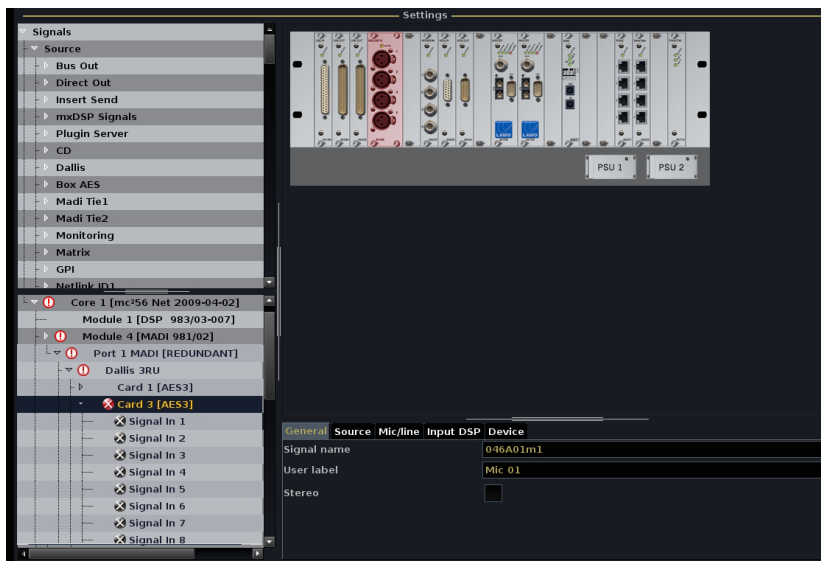 Settings
Signals
Source
Bus Out
Direct Out
Insert Send
mxDSP Signals
Plugin Server
CD
Dallis
Box AES
Madi Tie1
Madi Tie2
Monitoring
Matrix
GPI
Netlink ID1
Core 1 [mc²56 Net 2009-04-02]
Module 1 [DSP 983/03-007]
Module 4 [MADI 981/02]
Port 1 MADI [REDUNDANT]
Dallis 3RU
Card 1 [AES3]
Card 3 [AES3]
Signal In 1
Signal In 2
Signal In 3
Signal In 4
Signal In 5
Signal In 6
Signal In 7
Signal In 8
LAWO
LAWO
PSU 1
PSU 2
General Source Mic/line Input DSP Device
Signal name 046A01m1
User label Mic 01
Stereo